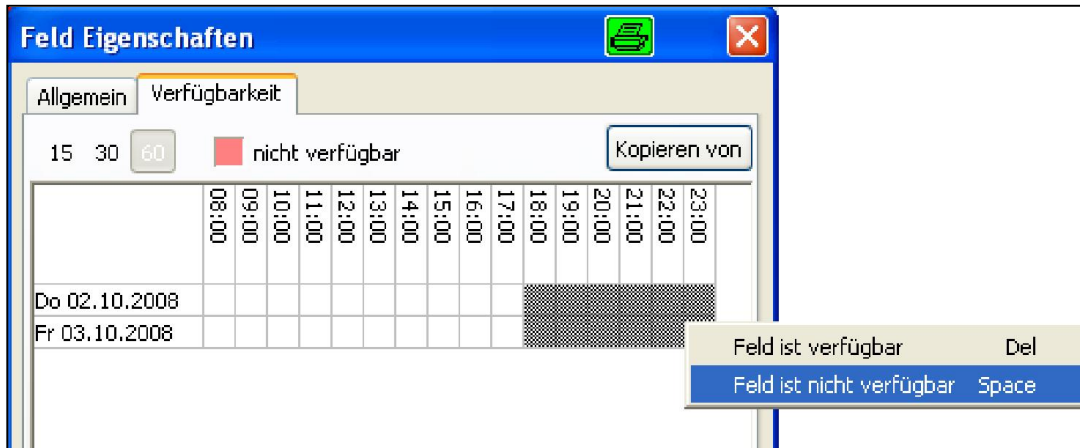 Feld Eigenschaften
Allgemein Verfügbarkeit
15 30 60 nicht verfügbar Kopieren von
08:00 09:00 10:00 11:00 12:00 13:00 14:00 15:00 16:00 17:00 18:00 19:00 20:00 21:00 22:00 23:00
Do 02.10.2008
Fr 03.10.2008
Feld ist verfügbar Del
Feld ist nicht verfügbar Space